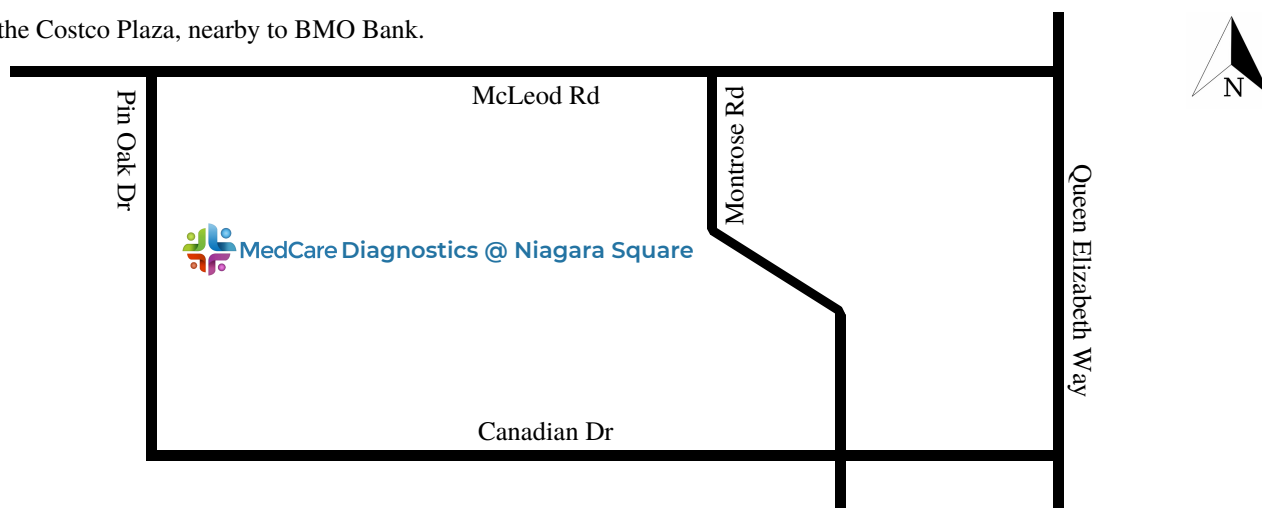 the Costco Plaza, nearby to BMO Bank.
N
McLeod Rd
Pin Oak Dr
Montrose Rd
Queen Elizabeth Way
MedCare Diagnostics @ Niagara Square
Canadian Dr